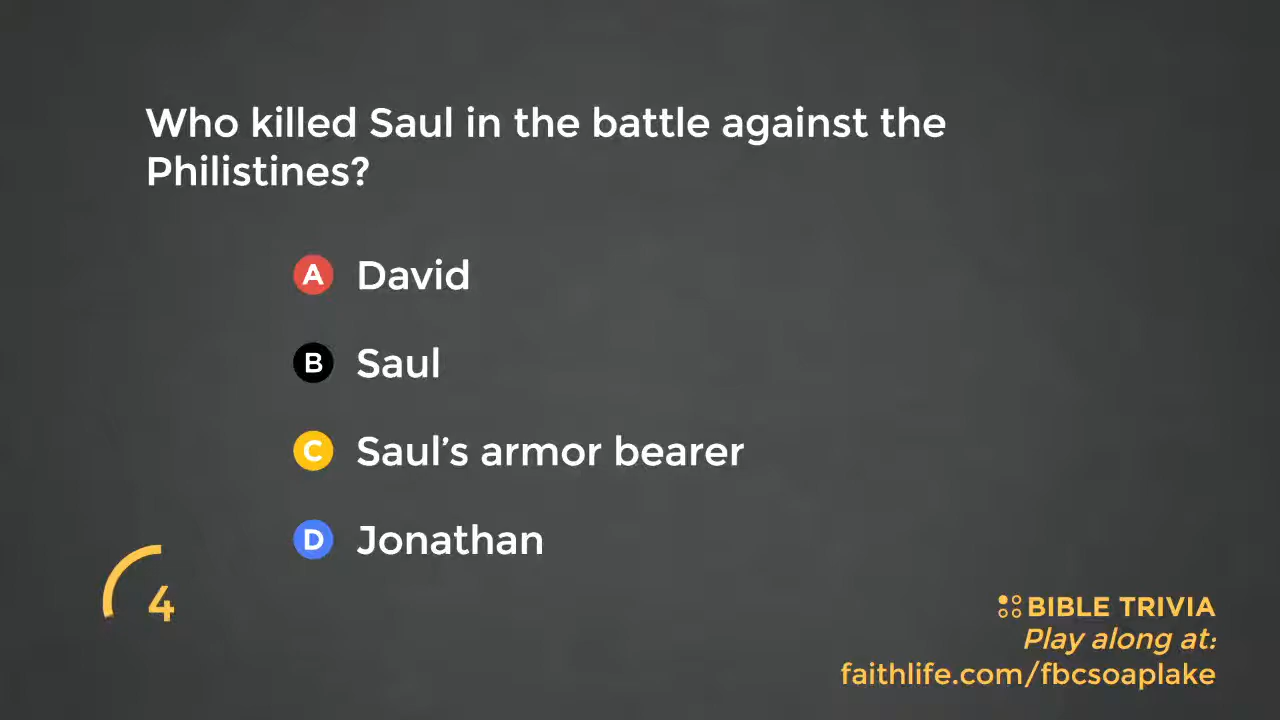 Who killed Saul in the battle against the
Philistines?
A David
B Saul
C Saul’s armor bearer
D Jonathan
4
BIBLE TRIVIA
Play along at:
faithlife.com/fbcsoaplake